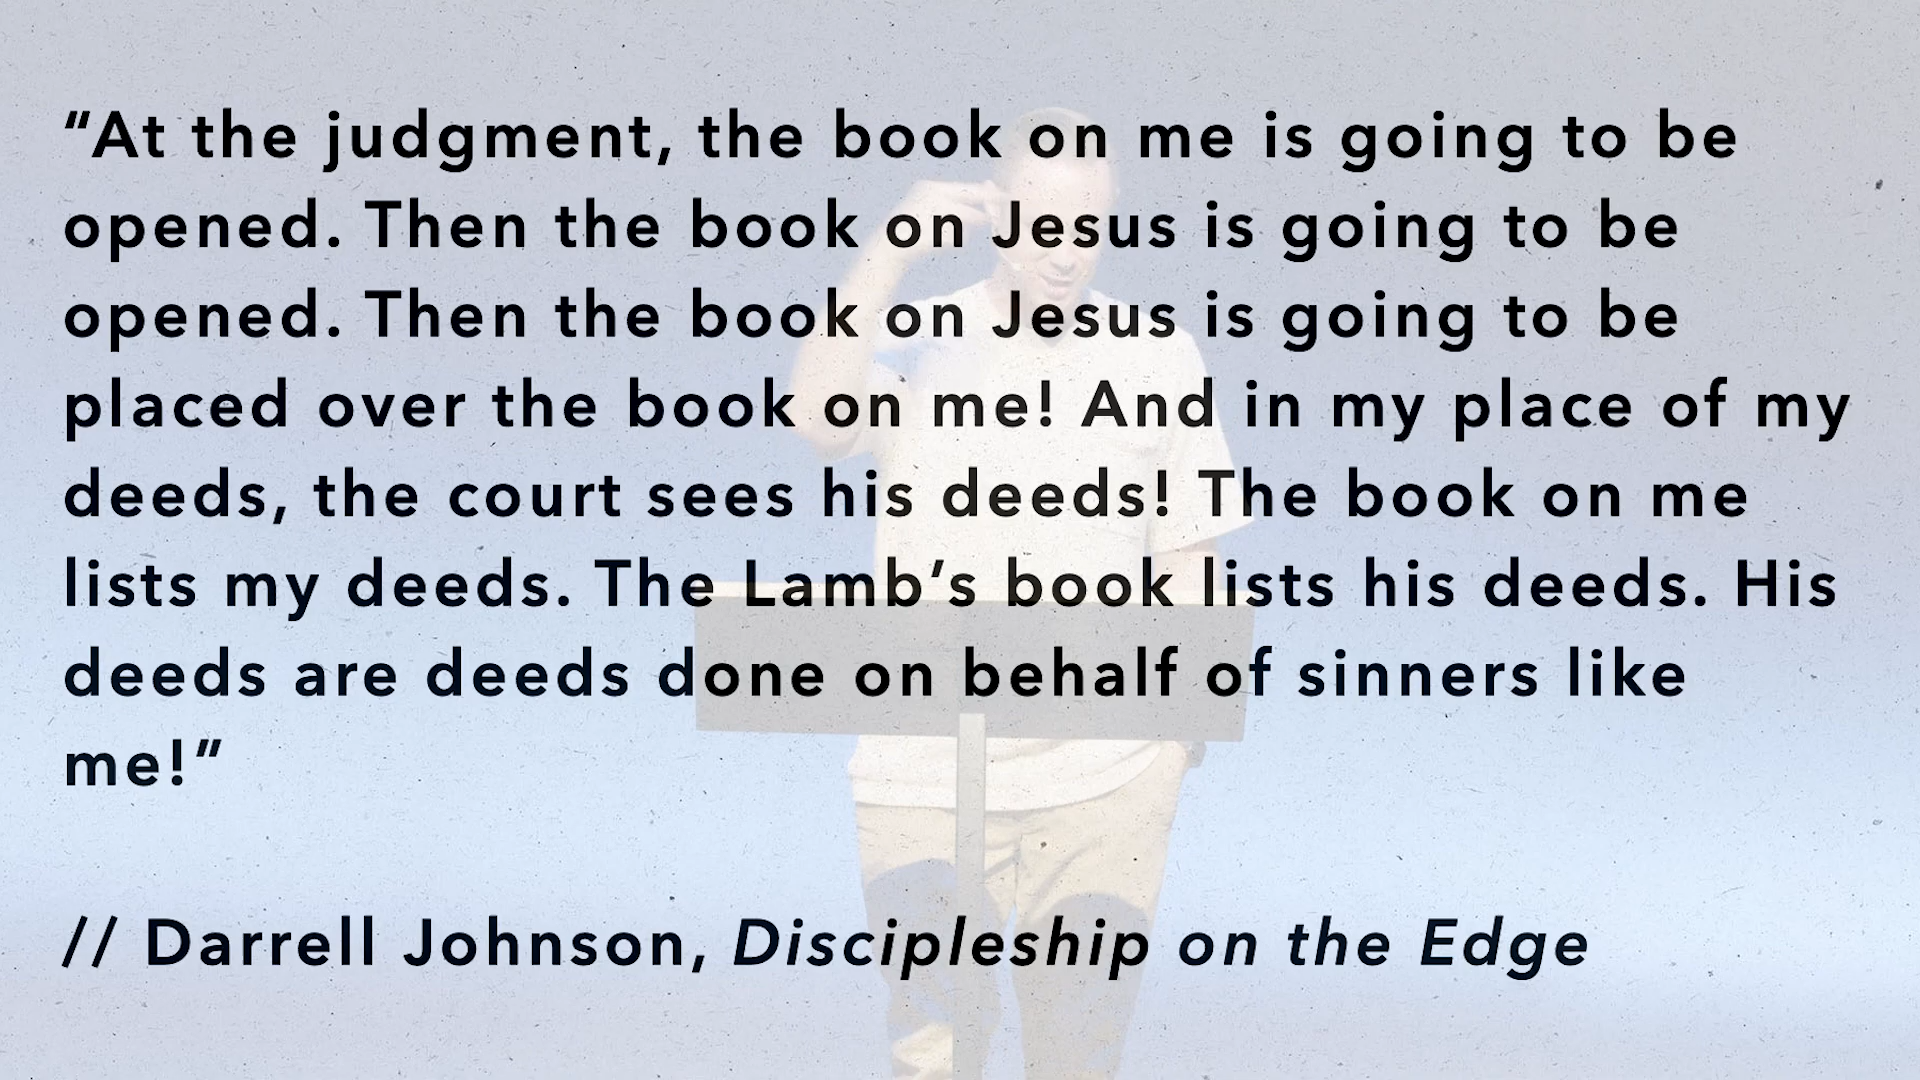 “At the judgment, the book on me is going to be
opened. Then the book on Jesus is going to be
opened. Then the book on Jesus is going to be
placed over the book on me! And in my place of my
deeds, the court sees his deeds! The book on me
lists my deeds. The Lamb’s book lists his deeds. His
deeds are deeds done on behalf of sinners like
me!”
// Darrell Johnson, Discipleship on the Edge